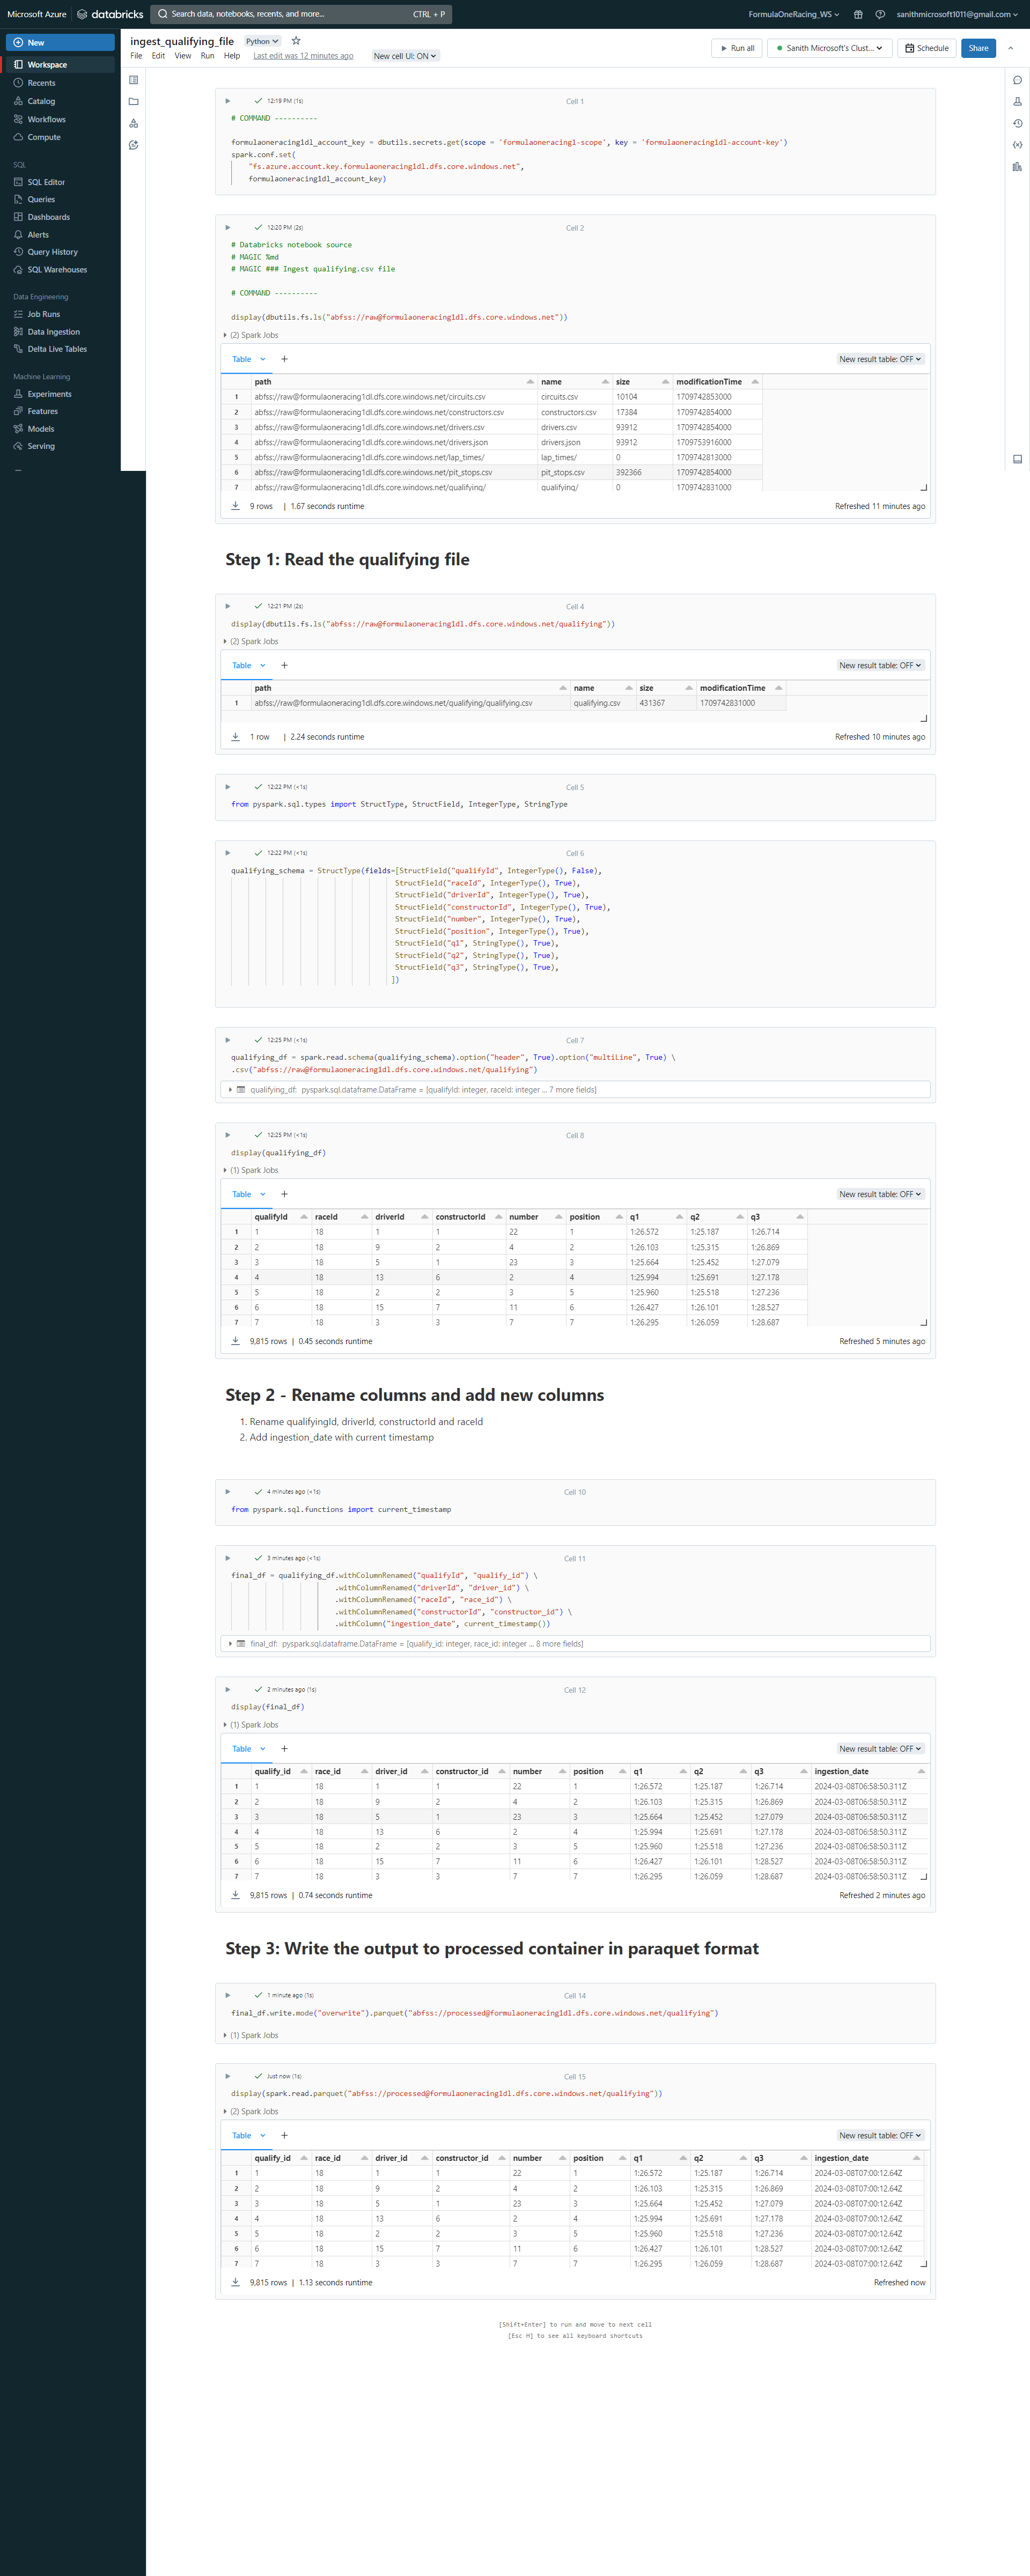 Microsoft Azure databricks Search data, notebooks, recents, and more... CTRL + P FormulaOneRacing_WS sanithmicrosoft1011@gmail.com
New
Workspace
Recents
Catalog
Workflows
Compute
SQL
SQL Editor
Queries
Dashboards
Alerts
Query History
SQL Warehouses
Data Engineering
Job Runs
Data Ingestion
Delta Live Tables
Machine Learning
Experiments
Features
Models
Serving
ingest_qualifying_file Python
File Edit View Run Help Last edit was 12 minutes ago New cell UI: ON
Run all Sanith Microsoft's Clust... Schedule Share
12:19 PM (1s) Cell 1
# COMMAND ----------
formulaoneracing1dl_account_key = dbutils.secrets.get(scope = 'formulaoneracing1-scope', key = 'formulaoneracing1dl-account-key')
spark.conf.set(
"fs.azure.account.key.formulaoneracing1dl.dfs.core.windows.net",
formulaoneracing1dl_account_key)
12:20 PM (2s) Cell 2
# Databricks notebook source
# MAGIC %md
# MAGIC ### Ingest qualifying.csv file
# COMMAND ----------
display(dbutils.fs.ls("abfss://raw@formulaoneracing1dl.dfs.core.windows.net"))
(2) Spark Jobs
Table + New result table: OFF
path name size modificationTime
1 abfss://raw@formulaoneracing1dl.dfs.core.windows.net/circuits.csv circuits.csv 10104 1709742853000
2 abfss://raw@formulaoneracing1dl.dfs.core.windows.net/constructors.csv constructors.csv 17384 1709742854000
3 abfss://raw@formulaoneracing1dl.dfs.core.windows.net/drivers.csv drivers.csv 93912 1709742854000
4 abfss://raw@formulaoneracing1dl.dfs.core.windows.net/drivers.json drivers.json 93912 1709753916000
5 abfss://raw@formulaoneracing1dl.dfs.core.windows.net/lap_times/ lap_times/ 0 1709742813000
6 abfss://raw@formulaoneracing1dl.dfs.core.windows.net/pit_stops.csv pit_stops.csv 392366 1709742854000
7 abfss://raw@formulaoneracing1dl.dfs.core.windows.net/qualifying/ qualifying/ 0 1709742831000
9 rows | 1.67 seconds runtime Refreshed 11 minutes ago
Step 1: Read the qualifying file
12:21 PM (2s) Cell 4
display(dbutils.fs.ls("abfss://raw@formulaoneracing1dl.dfs.core.windows.net/qualifying"))
(2) Spark Jobs
Table + New result table: OFF
path name size modificationTime
1 abfss://raw@formulaoneracing1dl.dfs.core.windows.net/qualifying/qualifying.csv qualifying.csv 431367 1709742831000
1 row | 2.24 seconds runtime Refreshed 10 minutes ago
12:22 PM (<1s) Cell 5
from pyspark.sql.types import StructType, StructField, IntegerType, StringType
12:22 PM (<1s) Cell 6
qualifying_schema = StructType(fields=[StructField("qualifyId", IntegerType(), False),
StructField("raceId", IntegerType(), True),
StructField("driverId", IntegerType(), True),
StructField("constructorId", IntegerType(), True),
StructField("number", IntegerType(), True),
StructField("position", IntegerType(), True),
StructField("q1", StringType(), True),
StructField("q2", StringType(), True),
StructField("q3", StringType(), True),
])
12:25 PM (<1s) Cell 7
qualifying_df = spark.read.schema(qualifying_schema).option("header", True).option("multiLine", True) \
.csv("abfss://raw@formulaoneracing1dl.dfs.core.windows.net/qualifying")
qualifying_df: pyspark.sql.dataframe.DataFrame = [qualifyId: integer, raceId: integer ... 7 more fields]
12:25 PM (<1s) Cell 8
display(qualifying_df)
(1) Spark Jobs
Table + New result table: OFF
qualifyId raceId driverId constructorId number position q1 q2 q3
1 1 18 1 1 22 1 1:26.572 1:25.187 1:26.714
2 2 18 9 2 4 2 1:26.103 1:25.315 1:26.869
3 3 18 5 1 23 3 1:25.664 1:25.452 1:27.079
4 4 18 13 6 2 4 1:25.994 1:25.691 1:27.178
5 5 18 2 2 3 5 1:25.960 1:25.518 1:27.236
6 6 18 15 7 11 6 1:26.427 1:26.101 1:28.527
7 7 18 3 3 7 7 1:26.295 1:26.059 1:28.687
9,815 rows | 0.45 seconds runtime Refreshed 5 minutes ago
Step 2 - Rename columns and add new columns
1. Rename qualifyingId, driverId, constructorId and raceId
2. Add ingestion_date with current timestamp
4 minutes ago (<1s) Cell 10
from pyspark.sql.functions import current_timestamp
3 minutes ago (<1s) Cell 11
final_df = qualifying_df.withColumnRenamed("qualifyId", "qualify_id") \
.withColumnRenamed("driverId", "driver_id") \
.withColumnRenamed("raceId", "race_id") \
.withColumnRenamed("constructorId", "constructor_id") \
.withColumn("ingestion_date", current_timestamp())
final_df: pyspark.sql.dataframe.DataFrame = [qualify_id: integer, race_id: integer ... 8 more fields]
2 minutes ago (1s) Cell 12
display(final_df)
(1) Spark Jobs
Table + New result table: OFF
qualify_id race_id driver_id constructor_id number position q1 q2 q3 ingestion_date
1 1 18 1 1 22 1 1:26.572 1:25.187 1:26.714 2024-03-08T06:58:50.311Z
2 2 18 9 2 4 2 1:26.103 1:25.315 1:26.869 2024-03-08T06:58:50.311Z
3 3 18 5 1 23 3 1:25.664 1:25.452 1:27.079 2024-03-08T06:58:50.311Z
4 4 18 13 6 2 4 1:25.994 1:25.691 1:27.178 2024-03-08T06:58:50.311Z
5 5 18 2 2 3 5 1:25.960 1:25.518 1:27.236 2024-03-08T06:58:50.311Z
6 6 18 15 7 11 6 1:26.427 1:26.101 1:28.527 2024-03-08T06:58:50.311Z
7 7 18 3 3 7 7 1:26.295 1:26.059 1:28.687 2024-03-08T06:58:50.311Z
9,815 rows | 0.74 seconds runtime Refreshed 2 minutes ago
Step 3: Write the output to processed container in paraquet format
1 minute ago (1s) Cell 14
final_df.write.mode("overwrite").parquet("abfss://processed@formulaoneracing1dl.dfs.core.windows.net/qualifying")
(1) Spark Jobs
Just now (1s) Cell 15
display(spark.read.parquet("abfss://processed@formulaoneracing1dl.dfs.core.windows.net/qualifying"))
(2) Spark Jobs
Table + New result table: OFF
qualify_id race_id driver_id constructor_id number position q1 q2 q3 ingestion_date
1 1 18 1 1 22 1 1:26.572 1:25.187 1:26.714 2024-03-08T07:00:12.64Z
2 2 18 9 2 4 2 1:26.103 1:25.315 1:26.869 2024-03-08T07:00:12.64Z
3 3 18 5 1 23 3 1:25.664 1:25.452 1:27.079 2024-03-08T07:00:12.64Z
4 4 18 13 6 2 4 1:25.994 1:25.691 1:27.178 2024-03-08T07:00:12.64Z
5 5 18 2 2 3 5 1:25.960 1:25.518 1:27.236 2024-03-08T07:00:12.64Z
6 6 18 15 7 11 6 1:26.427 1:26.101 1:28.527 2024-03-08T07:00:12.64Z
7 7 18 3 3 7 7 1:26.295 1:26.059 1:28.687 2024-03-08T07:00:12.64Z
9,815 rows | 1.13 seconds runtime Refreshed now
[Shift+Enter] to run and move to next cell
[Esc H] to see all keyboard shortcuts